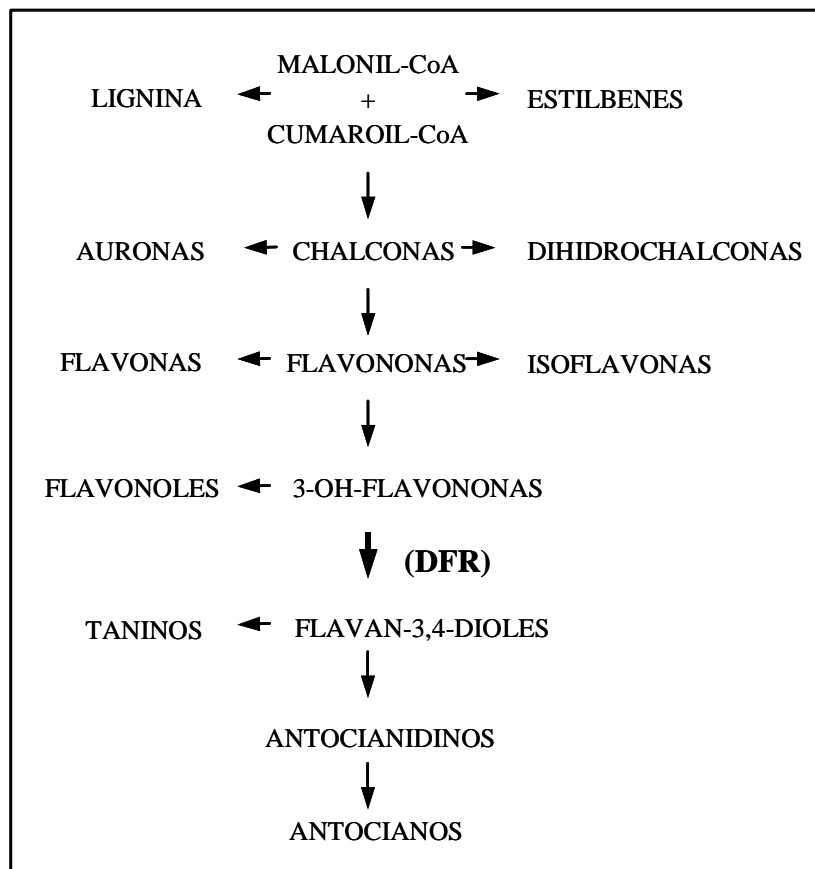 MALONIL-CoA
LIGNINA + ESTILBENES
CUMAROIL-CoA
AURONAS CHALCONAS DIHIDROCHALCONAS
FLAVONAS FLAVONONAS ISOFLAVONAS
FLAVONOLES 3-OH-FLAVONONAS
(DFR)
TANINOS FLAVAN-3,4-DIOLES
ANTOCIANIDINOS
ANTOCIANOS